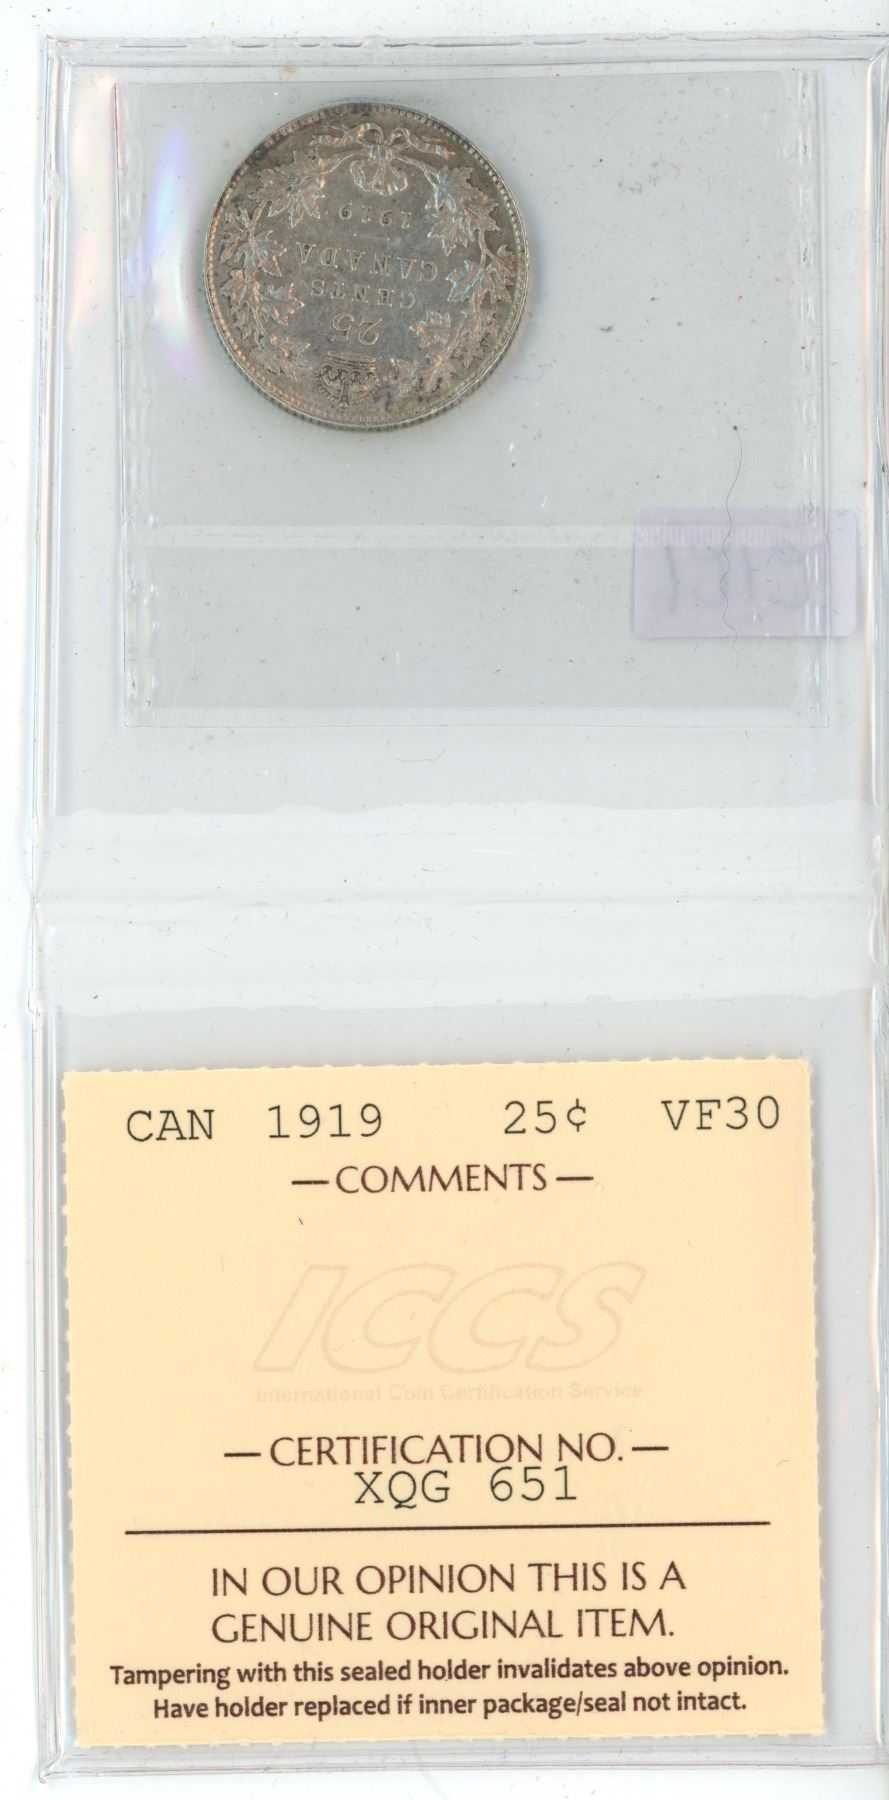 25
CENTS
CANADA
1919
CAN 1919 25¢ VF30
—COMMENTS—
ICCS
International Coin Certification Service
—CERTIFICATION NO.—
XQG 651
IN OUR OPINION THIS IS A
GENUINE ORIGINAL ITEM.
Tampering with this sealed holder invalidates above opinion.
Have holder replaced if inner package/seal not intact.